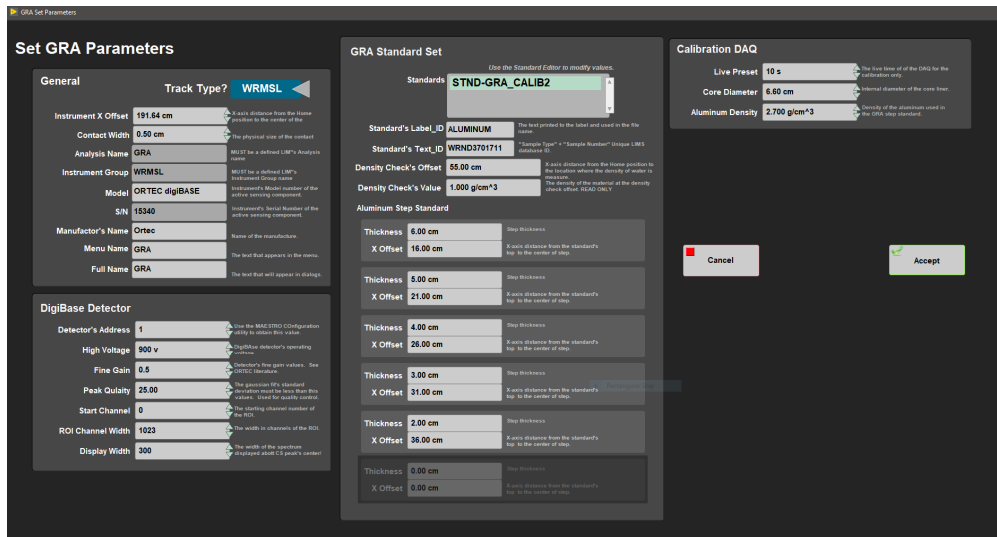 GRA Set Parameters
Set GRA Parameters
General
Track Type? WRMSL
Instrument X Offset 191.64 cm X-axis distance from the Home
position to the center of the
Contact Width 0.50 cm The physical size of the contact
Analysis Name GRA MUST be a defined LIM"s Analysis
name
Instrument Group WRMSL MUST be a defined LIM"s
Instrument Group name
Model ORTEC digiBASE Instrument's Model number of the
active sensing component.
S/N 15340 Instrument's Serial Number of the
active sensing component.
Manufactor's Name Ortec Name of the manufacture.
Menu Name GRA The text that appears in the menu.
Full Name GRA The text that will appear in dialogs.
DigiBase Detector
Detector's Address 1 Use the MAESTRO COnfiguration
utility to obtain this value.
High Voltage 900 v DigiBAse detector's operating
voltage
Fine Gain 0.5 Detector's fine gain values. See
ORTEC literature.
Peak Qulaity 25.00 The gaussian fit's standard
deviation must be less than this
values. Used for quality control.
Start Channel 0 The starting channel number of
the ROI.
ROI Channel Width 1023 The width in channels of the ROI.
Display Width 300 The width of the spectrum
displayed abott CS peak's center/
GRA Standard Set
Use the Standard Editor to modify values.
Standards STND-GRA_CALIB2
Standard's Label_ID ALUMINUM The text printed to the label and used in the file
name.
Standard's Text_ID WRND3701711 "Sample Type" + "Sample Number" Unique LIMS
database ID.
Density Check's Offset 55.00 cm X-axis distance from the Home position to
the location where the density of water is
measure.
Density Check's Value 1.000 g/cm^3 The density of the material at the density
check offset. READ ONLY
Aluminum Step Standard
Thickness 6.00 cm Step thickness
X Offset 16.00 cm X-axis distance from the standard's
top to the center of step.
Thickness 5.00 cm Step thickness
X Offset 21.00 cm X-axis distance from the standard's
top to the center of step.
Thickness 4.00 cm Step thickness
X Offset 26.00 cm X-axis distance from the standard's
top to the center of step.
Thickness 3.00 cm Step thickness
X Offset 31.00 cm X-axis distance from the standard's
top to the center of step.
Thickness 2.00 cm Step thickness
X Offset 36.00 cm X-axis distance from the standard's
top to the center of step.
Thickness 0.00 cm Step thickness
X Offset 0.00 cm X-axis distance from the standard's
top to the center of step.
Calibration DAQ
Live Preset 10 s The live time of of the DAQ for the
calibration only.
Core Diameter 6.60 cm Internal diameter of the core liner.
Aluminum Density 2.700 g/cm^3 Density of the aluminum used in
the GRA step standard.
Cancel
Accept